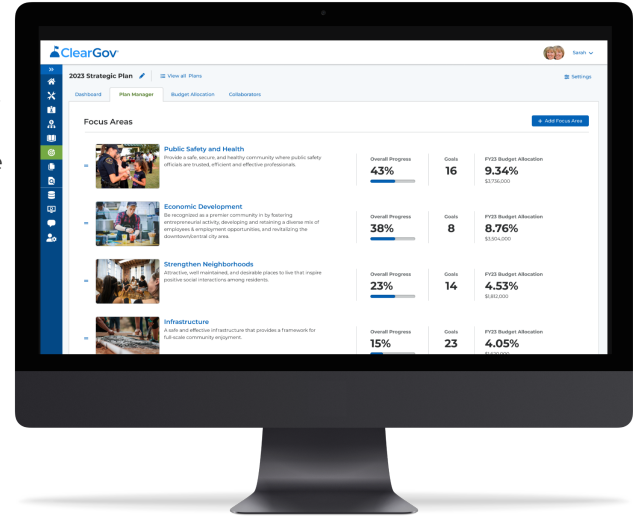 ClearGov
Sarah
2023 Strategic Plan
View all Plans
Settings
Dashboard
Plan Manager
Budget Allocation
Collaborators
Focus Areas
+ Add Focus Area
Public Safety and Health
Provide a safe, secure, and healthy community where public safety
officials are trusted, efficient and effective professionals.
Overall Progress
43%
Goals
16
FY23 Budget Allocation
9.34%
$3,736,000
Economic Development
Be recognized as a premier community in by fostering
entrepreneurial activity, developing and retaining a diverse mix of
employees & employment opportunities, and revitalizing the
downtown/central city area.
Overall Progress
38%
Goals
8
FY23 Budget Allocation
8.76%
$3,504,000
Strengthen Neighborhoods
Attractive, well maintained, and desirable places to live that inspire
positive social interactions among residents.
Overall Progress
23%
Goals
14
FY23 Budget Allocation
4.53%
$1,812,000
Infrastructure
A safe and effective infrastructure that provides a framework for
full-scale community enjoyment.
Overall Progress
15%
Goals
23
FY23 Budget Allocation
4.05%